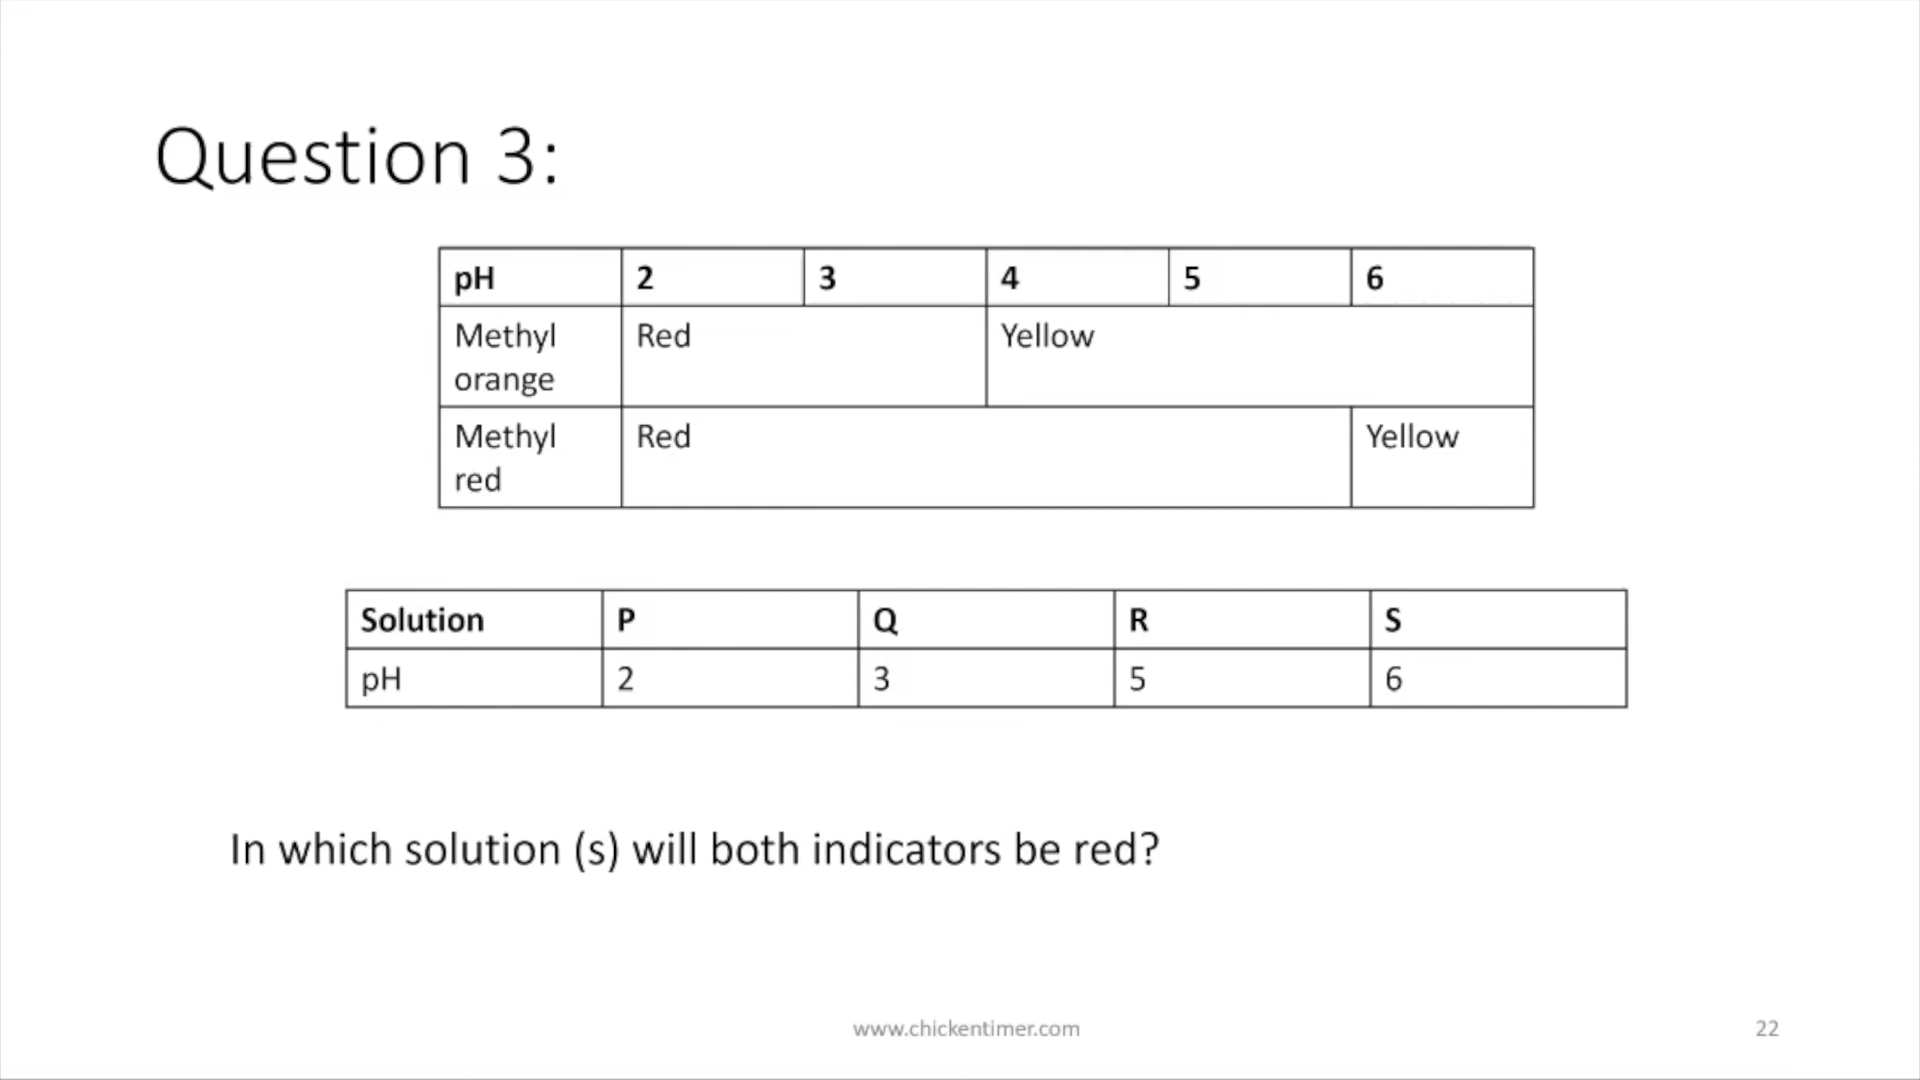 Question 3:
pH 2 3 4 5 6
Methyl orange Red Yellow
Methyl red Red Yellow
Solution P Q R S
pH 2 3 5 6
In which solution (s) will both indicators be red?
www.chickentimer.com 22